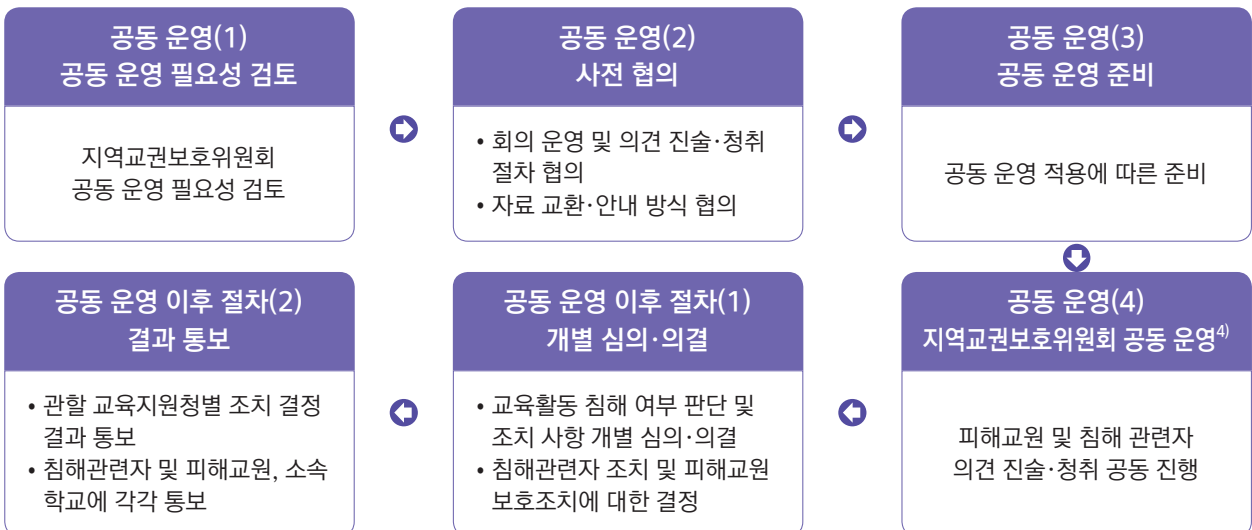 공동 운영(1)
공동 운영 필요성 검토
지역교권보호위원회
공동 운영 필요성 검토
공동 운영(2)
사전 협의
• 회의 운영 및 의견 진술·청취
절차 협의
• 자료 교환·안내 방식 협의
공동 운영(3)
공동 운영 준비
공동 운영 적용에 따른 준비
공동 운영(4)
지역교권보호위원회 공동 운영4)
피해교원 및 침해 관련자
의견 진술·청취 공동 진행
공동 운영 이후 절차(1)
개별 심의·의결
• 교육활동 침해 여부 판단 및
조치 사항 개별 심의·의결
• 침해관련자 조치 및 피해교원
보호조치에 대한 결정
공동 운영 이후 절차(2)
결과 통보
• 관할 교육지원청별 조치 결정
결과 통보
• 침해관련자 및 피해교원, 소속
학교에 각각 통보